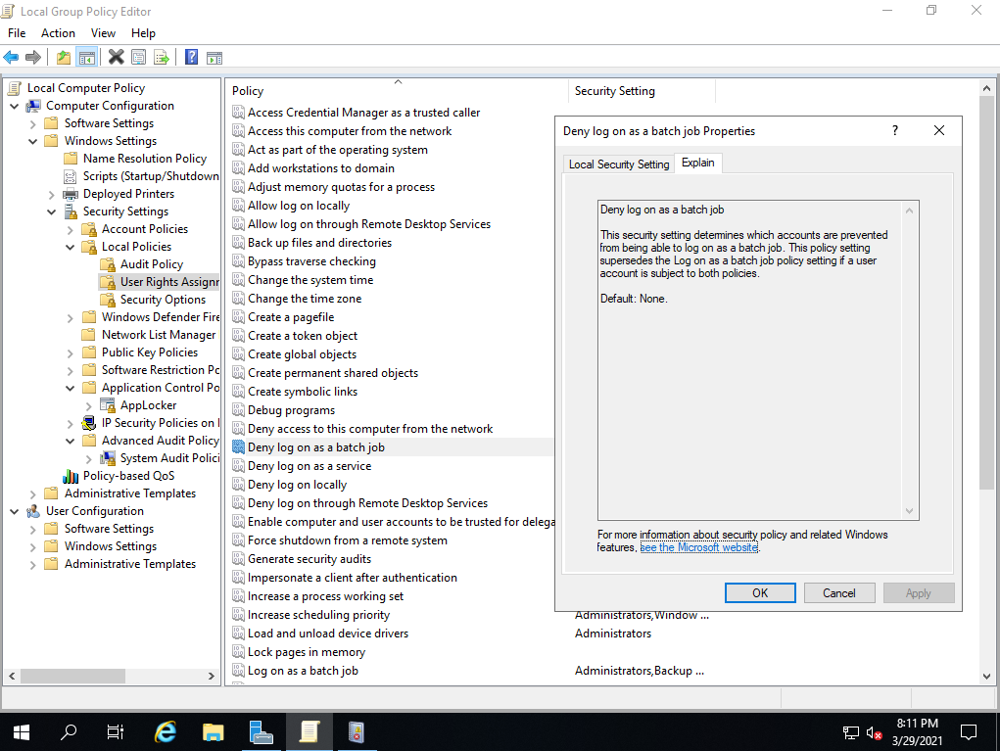 Local Group Policy Editor
File Action View Help
Local Computer Policy
Computer Configuration
Software Settings
Windows Settings
Name Resolution Policy
Scripts (Startup/Shutdown
Deployed Printers
Security Settings
Account Policies
Local Policies
Audit Policy
User Rights Assignr
Security Options
Windows Defender Fire
Network List Manager
Public Key Policies
Software Restriction Po
Application Control Po
AppLocker
IP Security Policies on
Advanced Audit Policy
System Audit Polici
Policy-based QoS
Administrative Templates
User Configuration
Software Settings
Windows Settings
Administrative Templates
Policy Security Setting
Access Credential Manager as a trusted caller
Access this computer from the network
Act as part of the operating system
Add workstations to domain
Adjust memory quotas for a process
Allow log on locally
Allow log on through Remote Desktop Services
Back up files and directories
Bypass traverse checking
Change the system time
Change the time zone
Create a pagefile
Create a token object
Create global objects
Create permanent shared objects
Create symbolic links
Debug programs
Deny access to this computer from the network
Deny log on as a batch job
Deny log on as a service
Deny log on locally
Deny log on through Remote Desktop Services
Enable computer and user accounts to be trusted for delega
Force shutdown from a remote system
Generate security audits
Impersonate a client after authentication
Increase a process working set
Increase scheduling priority Administrators,Window ...
Load and unload device drivers Administrators
Lock pages in memory
Log on as a batch job Administrators,Backup ...
Deny log on as a batch job Properties
?
Local Security Setting Explain
Deny log on as a batch job
This security setting determines which accounts are prevented
from being able to log on as a batch job. This policy setting
supersedes the Log on as a batch job policy setting if a user
account is subject to both policies.
Default: None.
For more information about security policy and related Windows
features, see the Microsoft website.
OK Cancel Apply
8:11 PM
3/29/2021